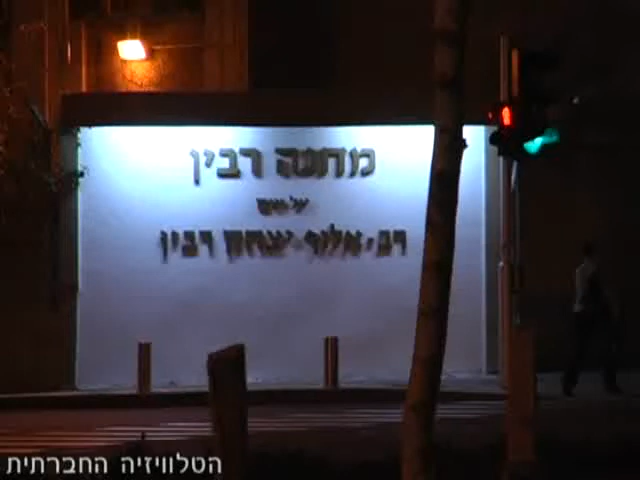 מחנה רבין
על שם
רב-אלוף יצחק רבין
הטלוויזיה החברתית